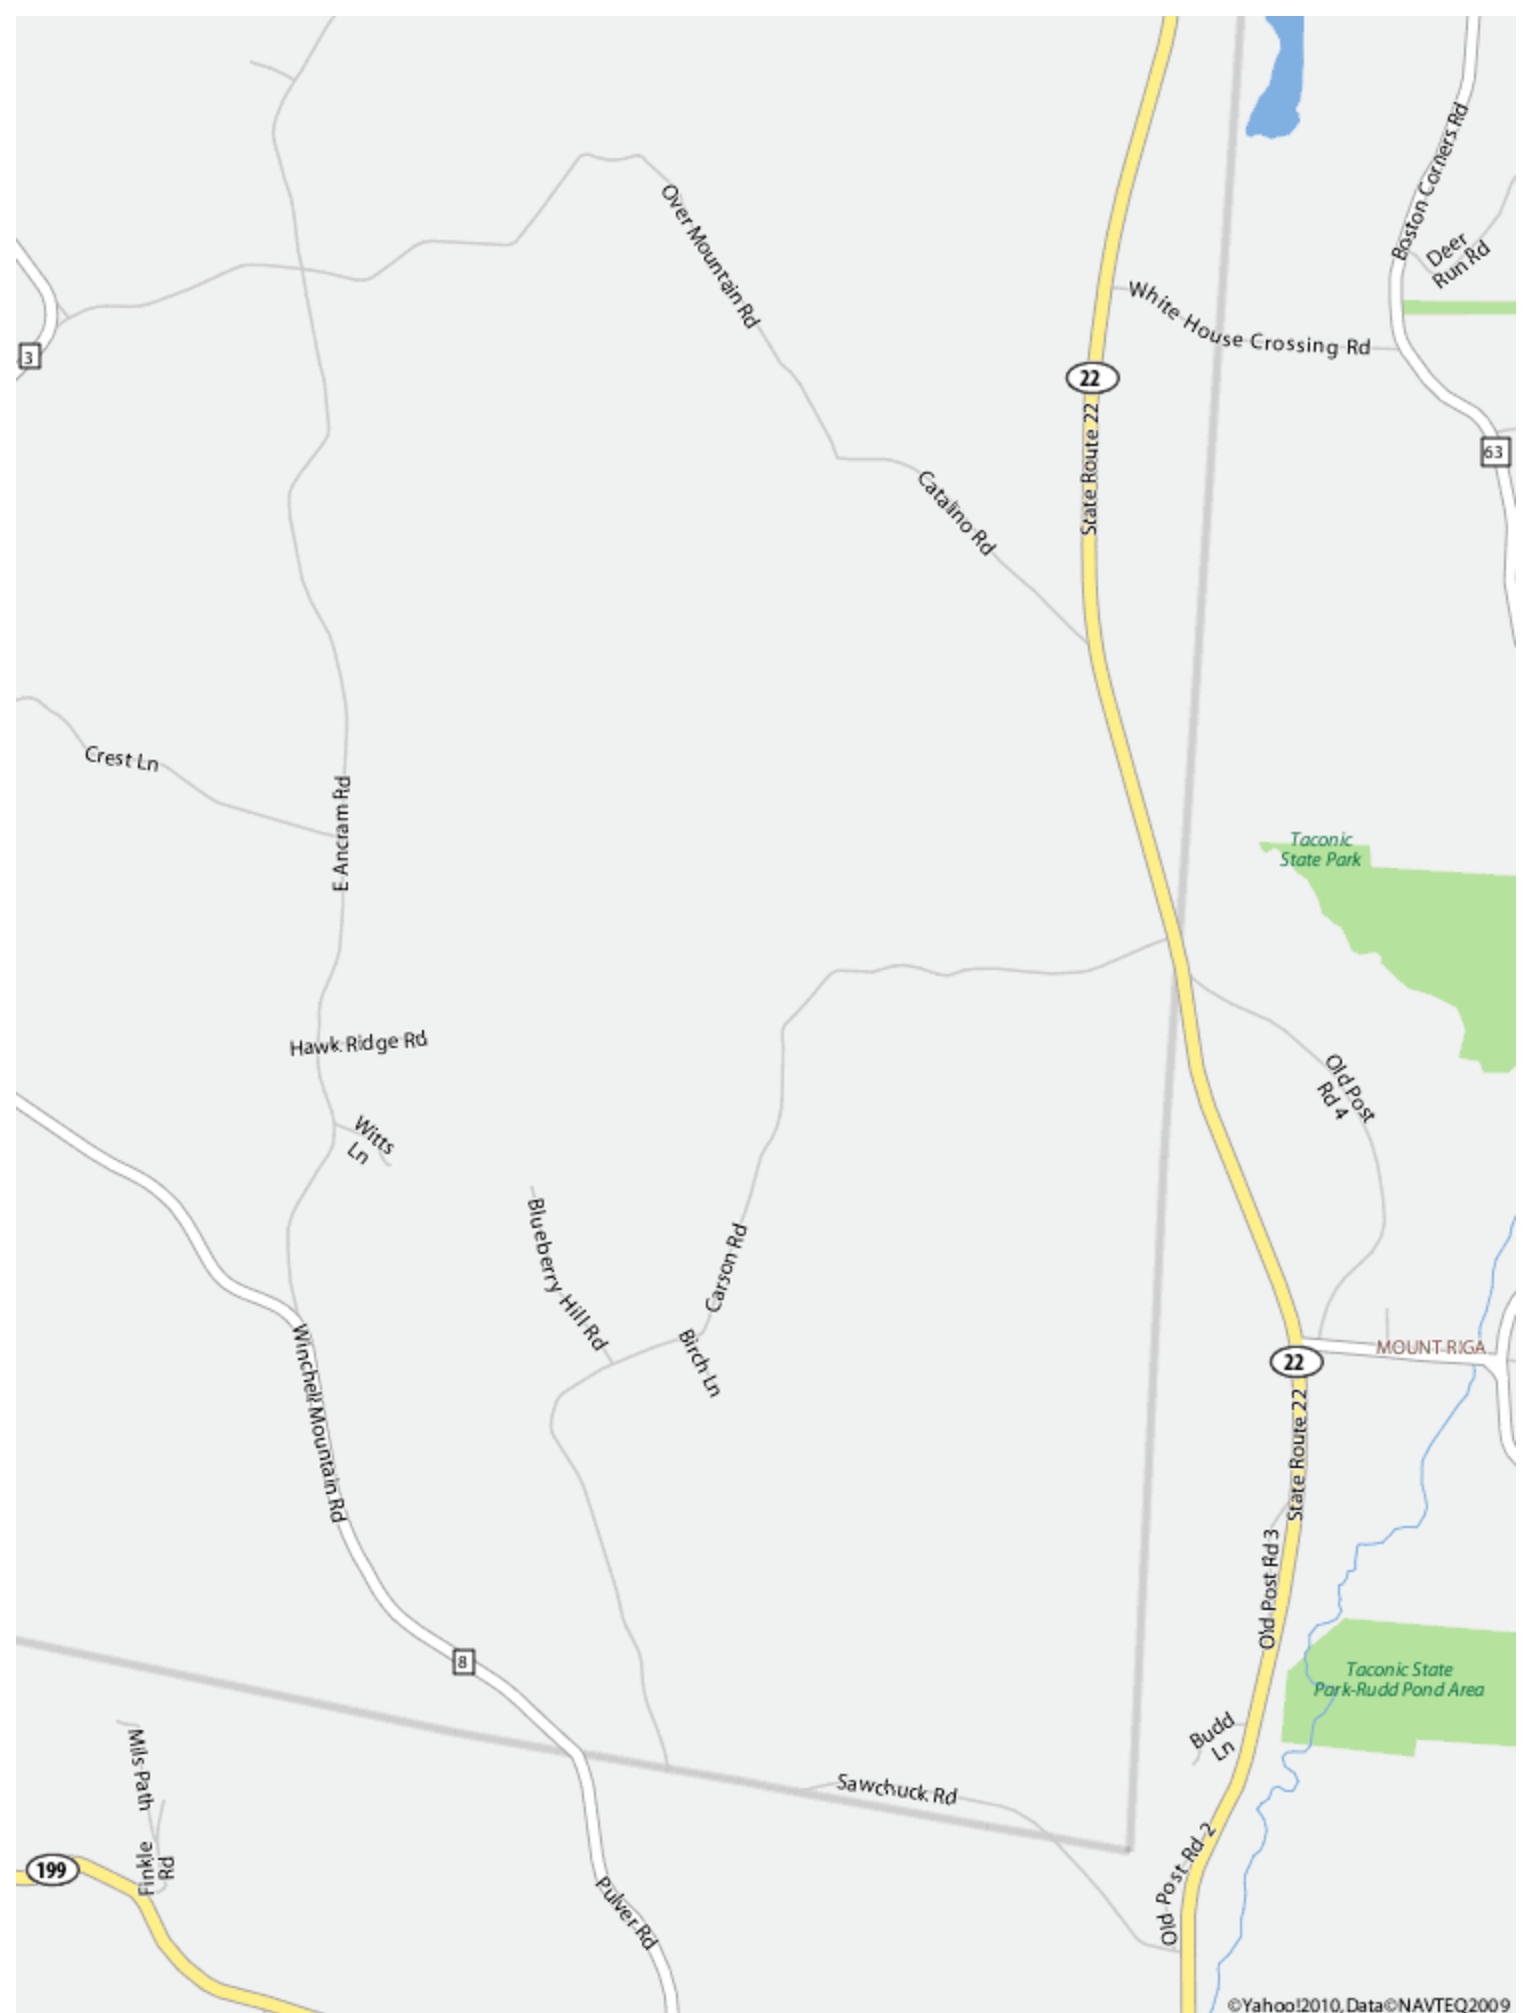 Boston Corners Rd
Over Mountain Rd
Deer
Run Rd
White House Crossing Rd
3
22
State Route 22
63
Catalino Rd
Crest Ln
E Ancram Rd
Taconic
State Park
Hawk Ridge Rd
Old Post
Rd 4
Witts
Ln
Blueberry Hill Rd
Carson Rd
Birch Ln
Winchell Mountain Rd
MOUNT RIGA
22
State Route 22
Old Post Rd 3
8
Taconic State
Park-Rudd Pond Area
Budd
Ln
Mils Path
Sawchuck Rd
Old Post Rd 2
Finkle
Rd
199
Pulver Rd
©Yahoo!2010, Data©NAVTEQ2009